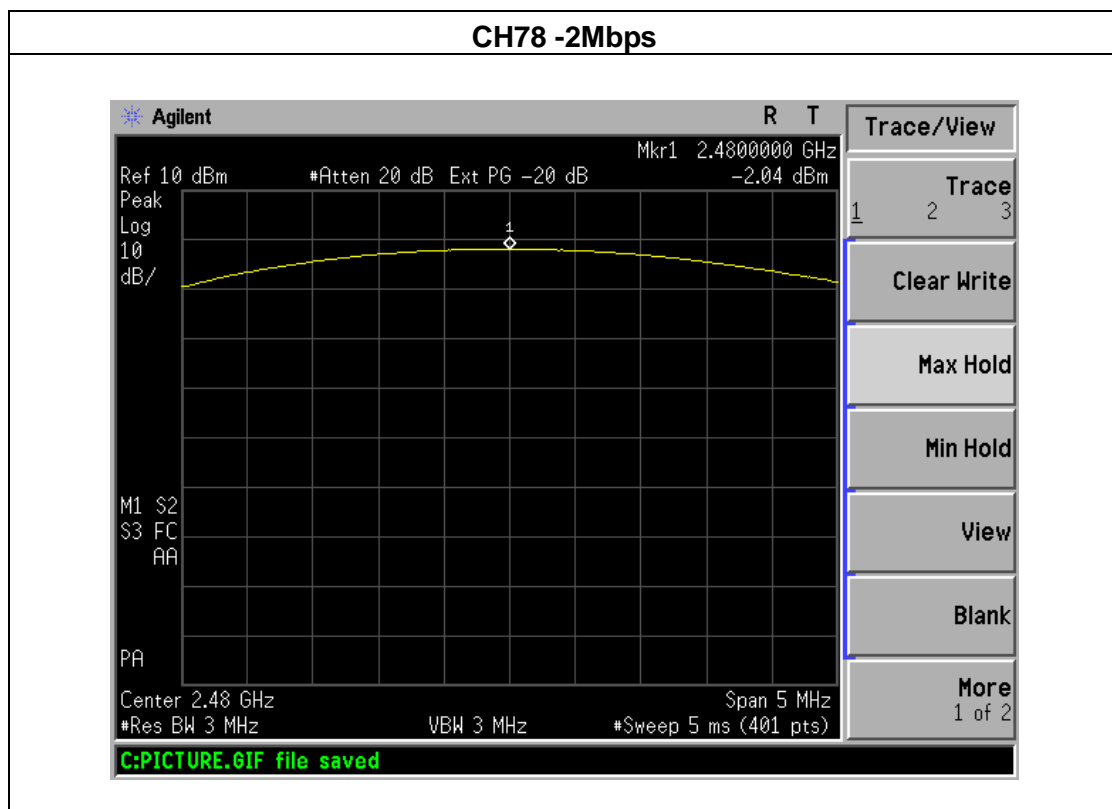 CH78 -2Mbps
Agilent R T
Mkr1 2.4800000 GHz
Ref 10 dBm #Atten 20 dB Ext PG -20 dB -2.04 dBm
Peak
Log
10
dB/
1
M1 S2
S3 FC
AA
PA
Center 2.48 GHz Span 5 MHz
#Res BW 3 MHz VBW 3 MHz #Sweep 5 ms (401 pts)
C:PICTURE.GIF file saved
Trace/View
Trace
1 2 3
Clear Write
Max Hold
Min Hold
View
Blank
More
1 of 2